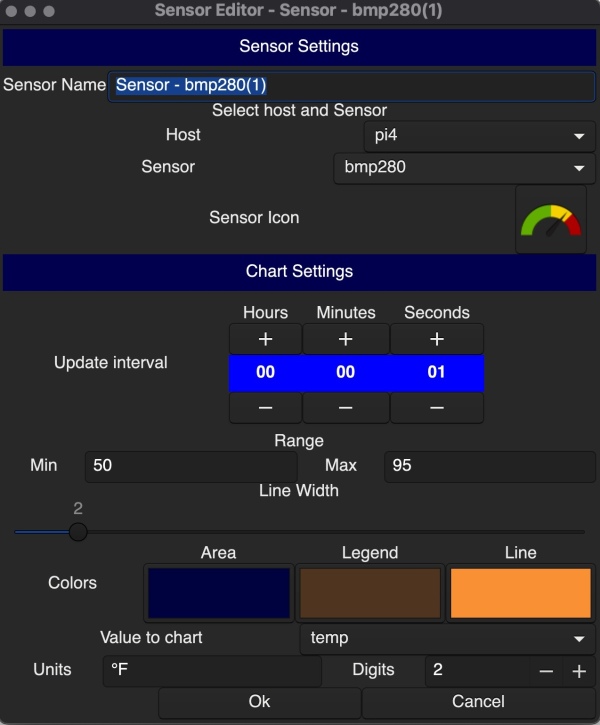 Sensor Editor - Sensor - bmp280(1)
Sensor Settings
Sensor Name Sensor - bmp280(1)
Select host and Sensor
Host pi4
Sensor bmp280
Sensor Icon
Chart Settings
Hours Minutes Seconds
+ + +
Update interval 00 00 01
− − −
Range
Min 50 Max 95
Line Width
2
Area Legend Line
Colors
Value to chart temp
Units °F Digits 2 − +
Ok Cancel